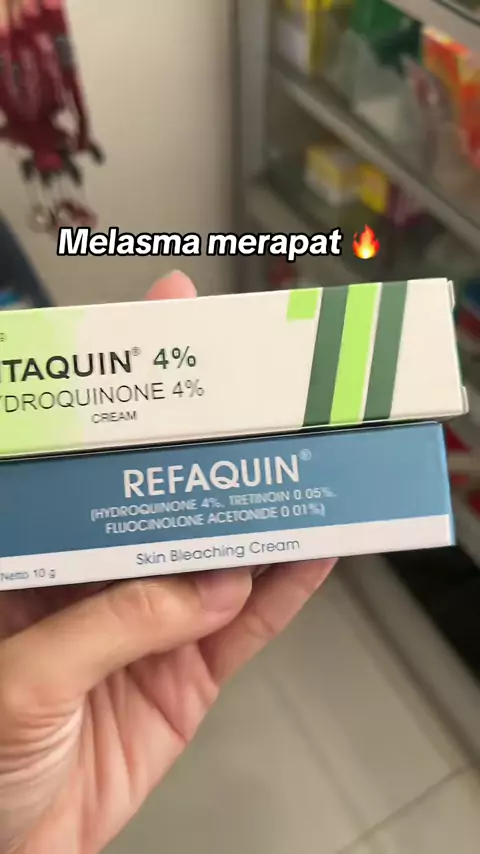 Melasma merapat 🔥
ITAQUIN® 4%
YDROQUINONE 4%
CREAM
REFAQUIN®
(HYDROQUINONE 4%, TRETINOIN 0.05%,
FLUOCINOLONE ACETONIDE 0.01%)
Skin Bleaching Cream
Netto 10 g